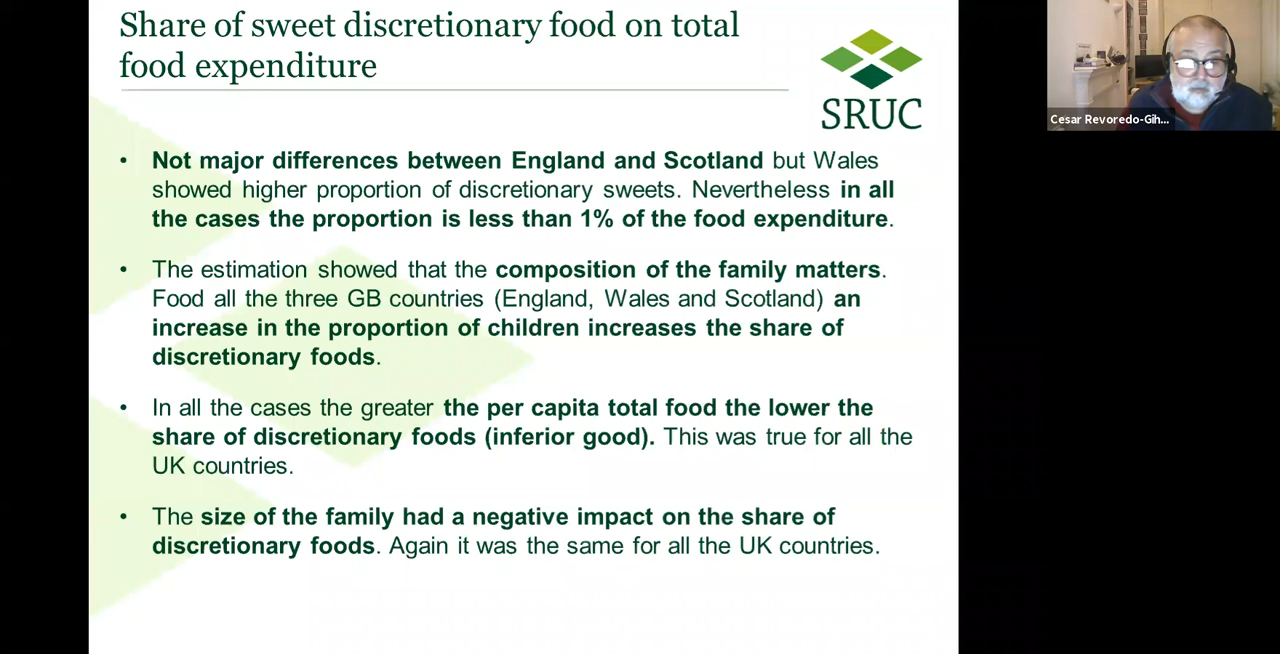 Share of sweet discretionary food on total
food expenditure
SRUC
Cesar Revoredo-Gih...
• Not major differences between England and Scotland but Wales
showed higher proportion of discretionary sweets. Nevertheless in all
the cases the proportion is less than 1% of the food expenditure.
• The estimation showed that the composition of the family matters.
Food all the three GB countries (England, Wales and Scotland) an
increase in the proportion of children increases the share of
discretionary foods.
• In all the cases the greater the per capita total food the lower the
share of discretionary foods (inferior good). This was true for all the
UK countries.
• The size of the family had a negative impact on the share of
discretionary foods. Again it was the same for all the UK countries.